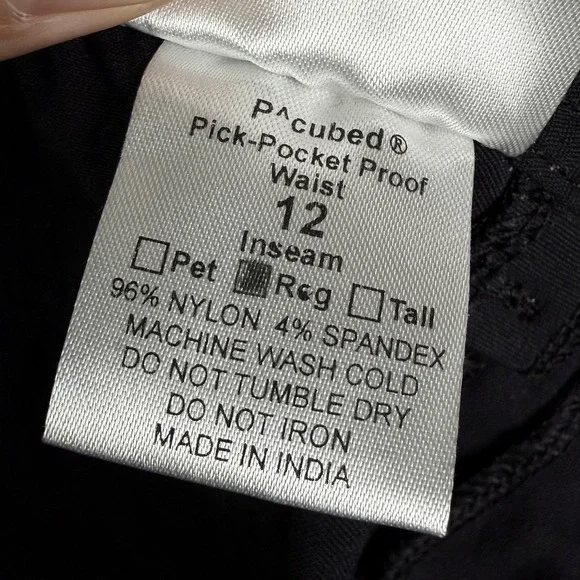 P^cubed®
Pick-Pocket Proof
Waist
12
Inseam
☐Pet ■Reg ☐Tall
96% NYLON 4% SPANDEX
MACHINE WASH COLD
DO NOT TUMBLE DRY
DO NOT IRON
MADE IN INDIA